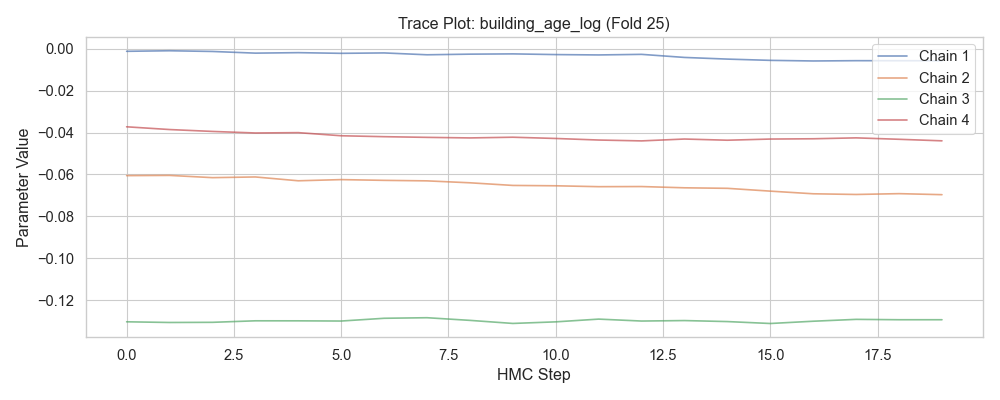 Trace Plot: building_age_log (Fold 25)
0.00
−0.02
−0.04
−0.06
−0.08
−0.10
−0.12
Parameter Value
Chain 1
Chain 2
Chain 3
Chain 4
0.0 2.5 5.0 7.5 10.0 12.5 15.0 17.5
HMC Step